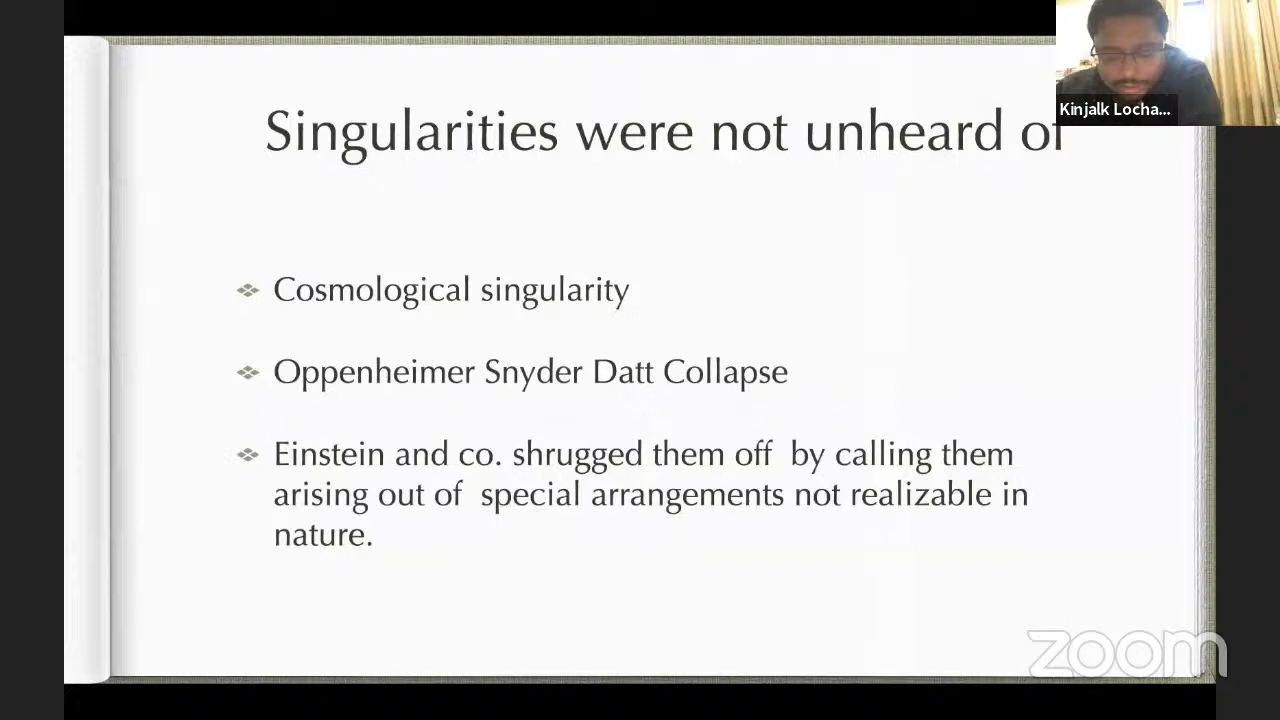 Singularities were not unheard of
Kinjalk Locha...
Cosmological singularity
Oppenheimer Snyder Datt Collapse
Einstein and co. shrugged them off by calling them
arising out of special arrangements not realizable in
nature.
zoom